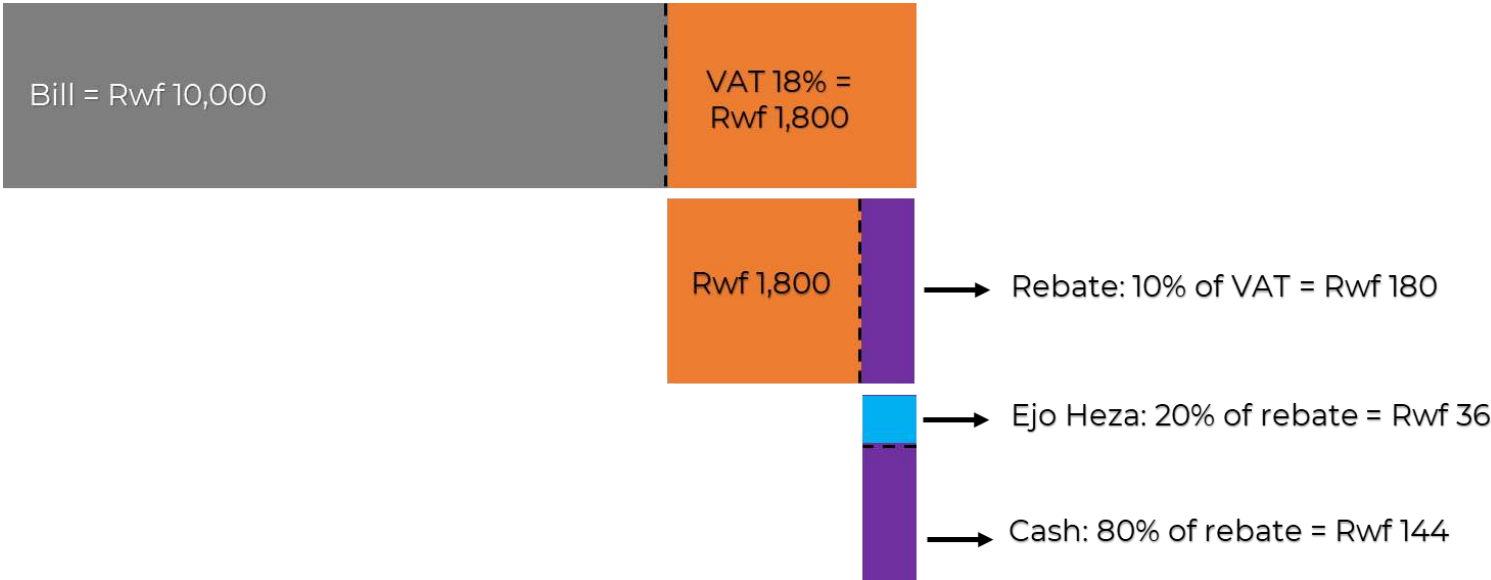 Bill = Rwf 10,000
VAT 18% =
Rwf 1,800
Rwf 1,800
Rebate: 10% of VAT = Rwf 180
Ejo Heza: 20% of rebate = Rwf 36
Cash: 80% of rebate = Rwf 144